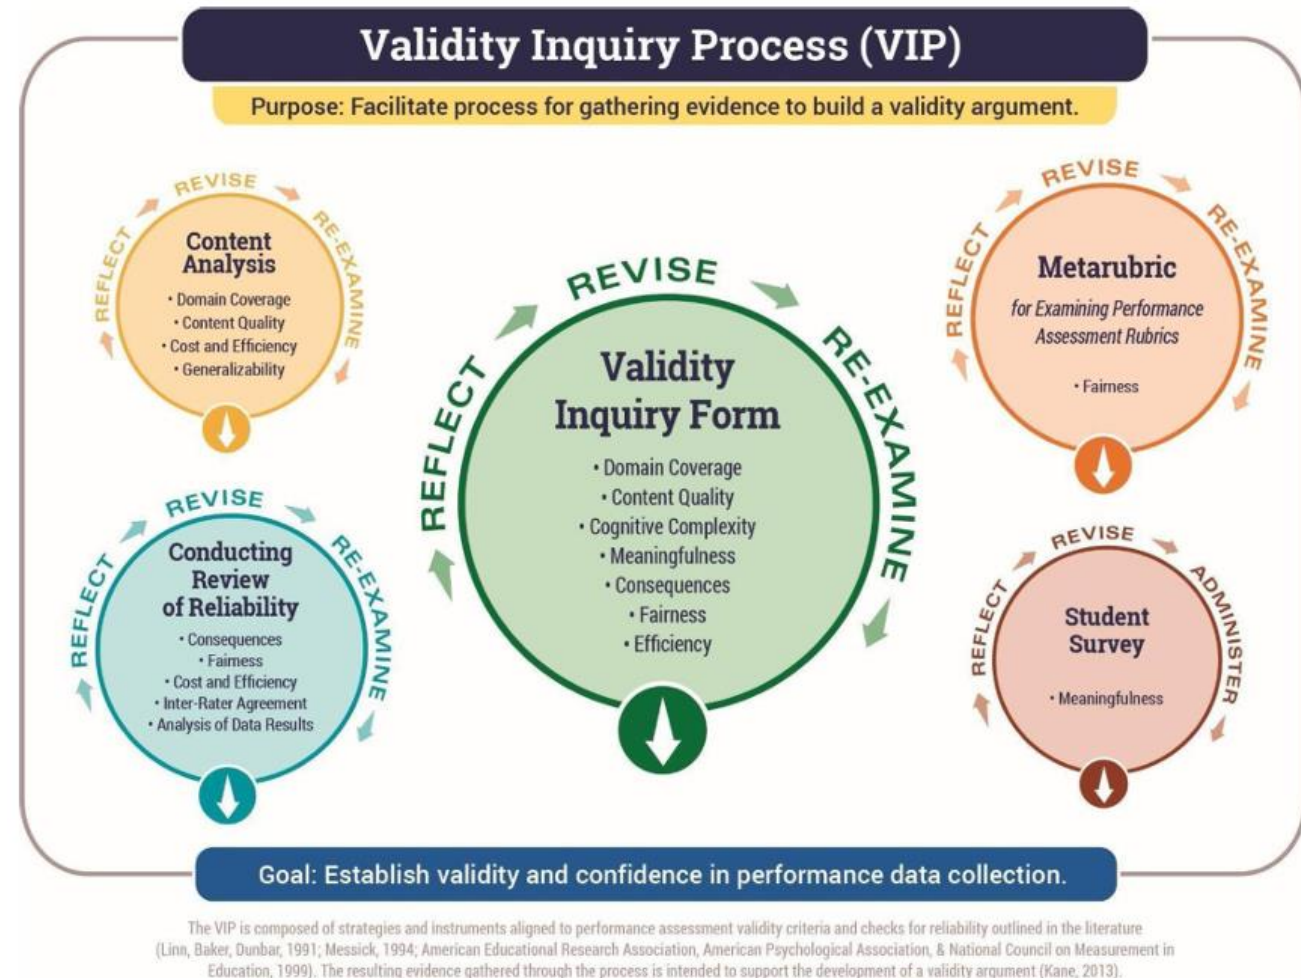 Validity Inquiry Process (VIP)
Purpose: Facilitate process for gathering evidence to build a validity argument.
REFLECT
REVISE
RE-EXAMINE
Content
Analysis
• Domain Coverage
• Content Quality
• Cost and Efficiency
• Generalizability
REFLECT
REVISE
RE-EXAMINE
Conducting
Review
of Reliability
• Consequences
• Fairness
• Cost and Efficiency
• Inter-Rater Agreement
• Analysis of Data Results
REFLECT
REVISE
RE-EXAMINE
Validity
Inquiry Form
• Domain Coverage
• Content Quality
• Cognitive Complexity
• Meaningfulness
• Consequences
• Fairness
• Efficiency
REFLECT
REVISE
RE-EXAMINE
Metarubric
for Examining Performance
Assessment Rubrics
• Fairness
REFLECT
REVISE
ADMINISTER
Student
Survey
• Meaningfulness
Goal: Establish validity and confidence in performance data collection.
The VIP is composed of strategies and instruments aligned to performance assessment validity criteria and checks for reliability outlined in the literature
(Linn, Baker, Dunbar, 1991; Messick, 1994; American Educational Research Association, American Psychological Association, & National Council on Measurement in
Education, 1999). The resulting evidence gathered through the process is intended to support the development of a validity argument (Kane, 2013).